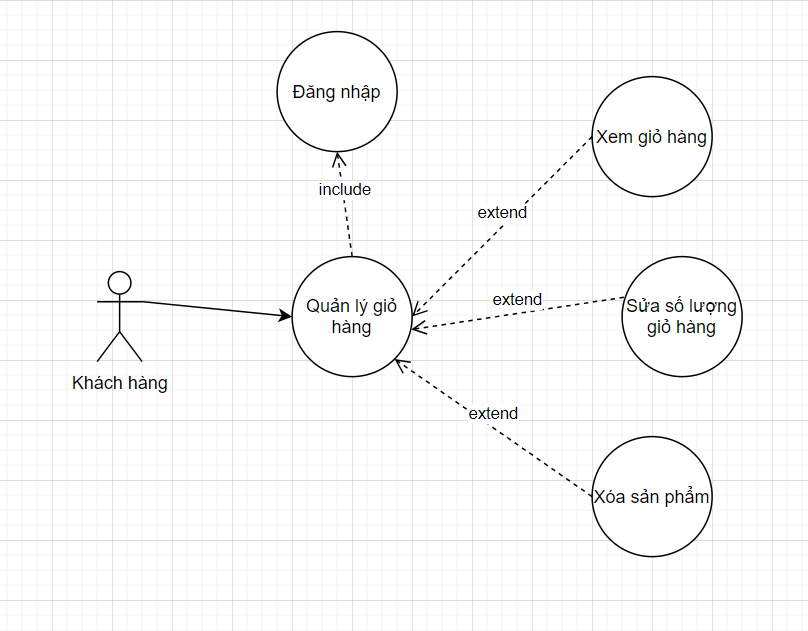 Đăng nhập
Xem giỏ hàng
include
extend
Quản lý giỏ
hàng
extend
Sửa số lượng
giỏ hàng
Khách hàng
extend
Xóa sản phẩm